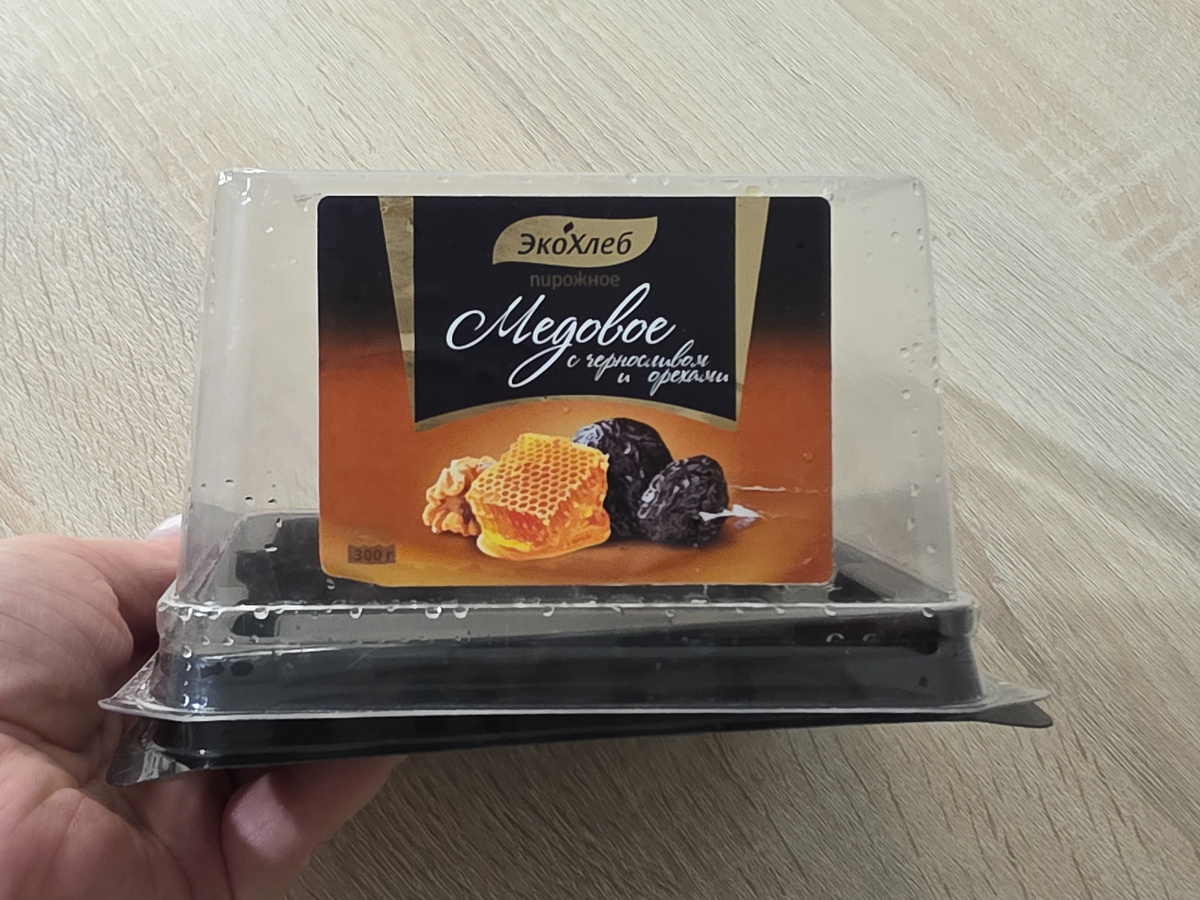 ЭкоХлеб
пирожное
Медовое
с черносливом
и орехами
300 г